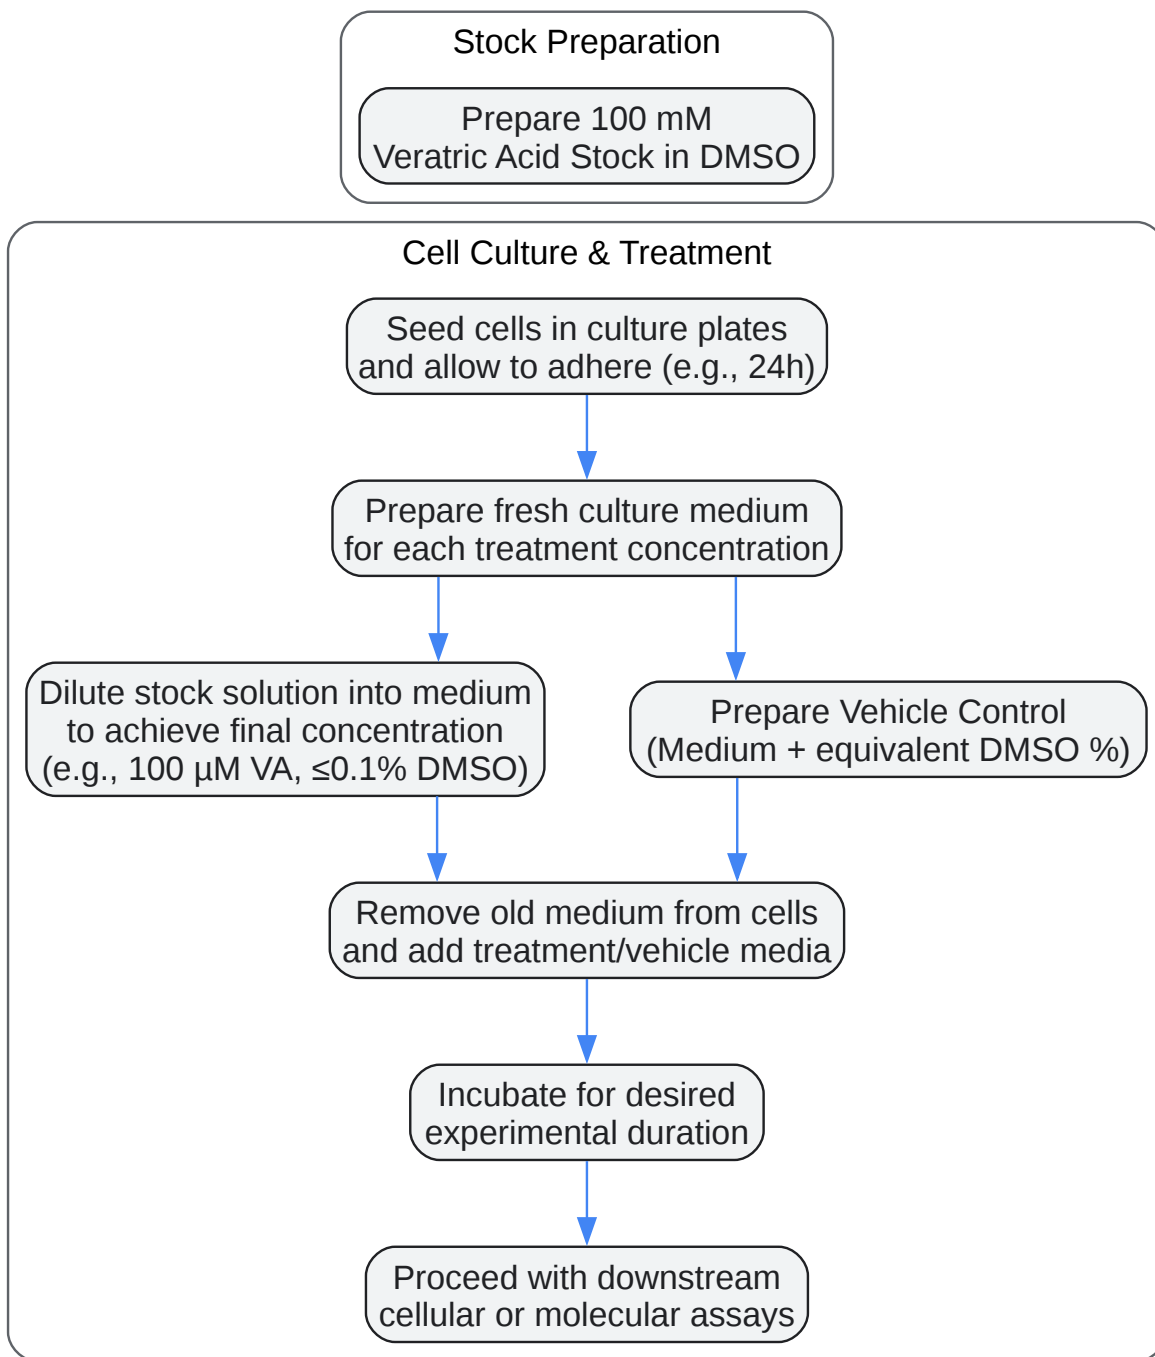 Stock Preparation
Prepare 100 mM
Veratric Acid Stock in DMSO
Cell Culture & Treatment
Seed cells in culture plates
and allow to adhere (e.g., 24h)
Prepare fresh culture medium
for each treatment concentration
Dilute stock solution into medium
to achieve final concentration
(e.g., 100 µM VA, ≤0.1% DMSO)
Prepare Vehicle Control
(Medium + equivalent DMSO %)
Remove old medium from cells
and add treatment/vehicle media
Incubate for desired
experimental duration
Proceed with downstream
cellular or molecular assays